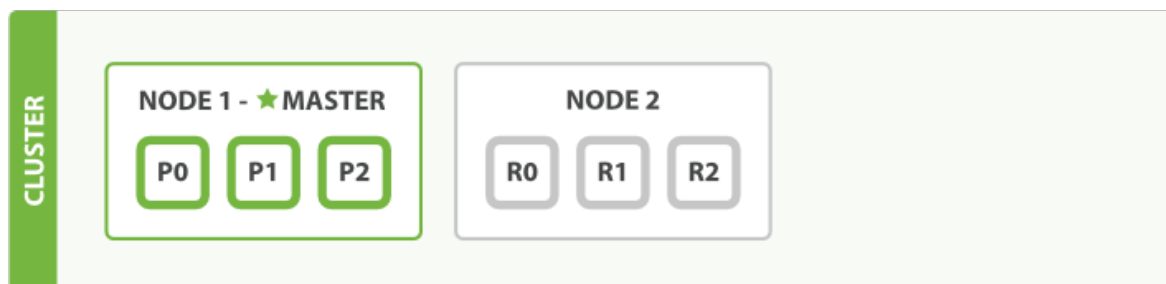 CLUSTER
NODE 1 - ★ MASTER
P0 P1 P2
NODE 2
R0 R1 R2